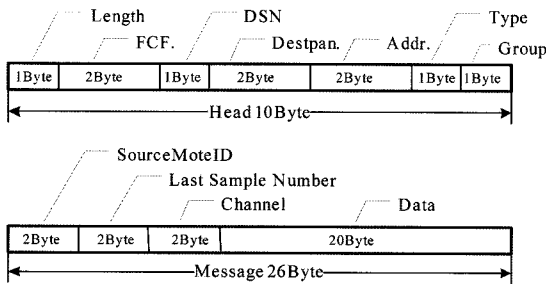 Length DSN Type
FCF. Destpan. Addr. Group
1Byte 2Byte 1Byte 2Byte 2Byte 1Byte 1Byte
Head 10Byte
SourceMoteID
Last Sample Number
Channel Data
2Byte 2Byte 2Byte 20Byte
Message 26Byte